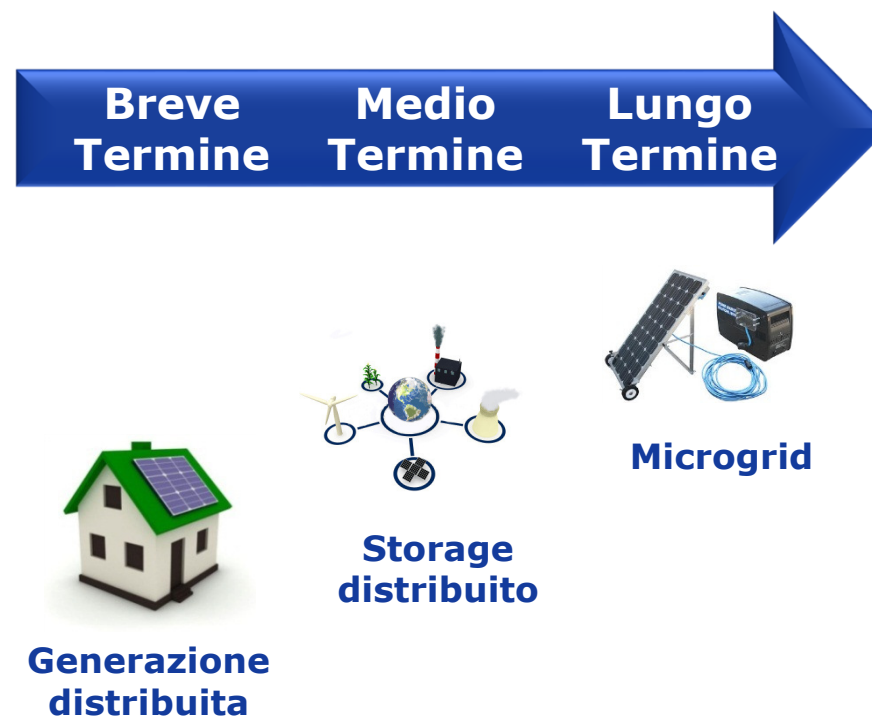 Breve Medio Lungo
Termine Termine Termine
Microgrid
Storage
distribuito
Generazione
distribuita